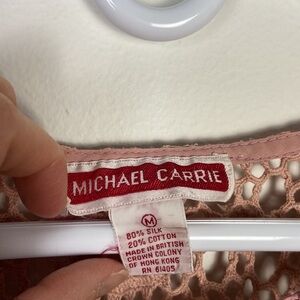 MICHAEL CARRIE
M
80% SILK
20% COTTON
MADE IN BRITISH
CROWN COLONY
OF HONG KONG
RN 61405